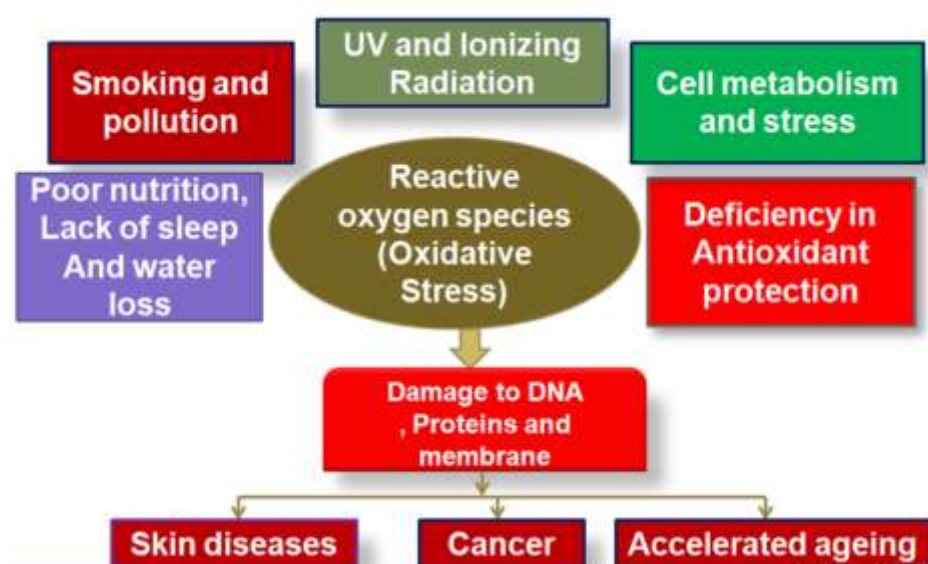 UV and Ionizing
Radiation
Smoking and
pollution
Cell metabolism
and stress
Poor nutrition,
Lack of sleep
And water
loss
Reactive
oxygen species
(Oxidative
Stress)
Deficiency in
Antioxidant
protection
Damage to DNA
, Proteins and
membrane
Skin diseases
Cancer
Accelerated ageing